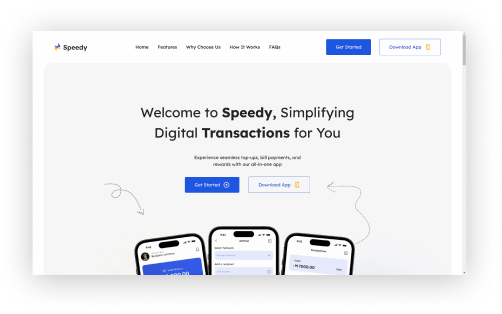 Speedy
Home Features Why Choose Us How It Works FAQs
Get Started
Download App
Welcome to Speedy, Simplifying
Digital Transactions for You
Experience seamless top-ups, bill payments, and
rewards with our all-in-one app
Get Started
Download App